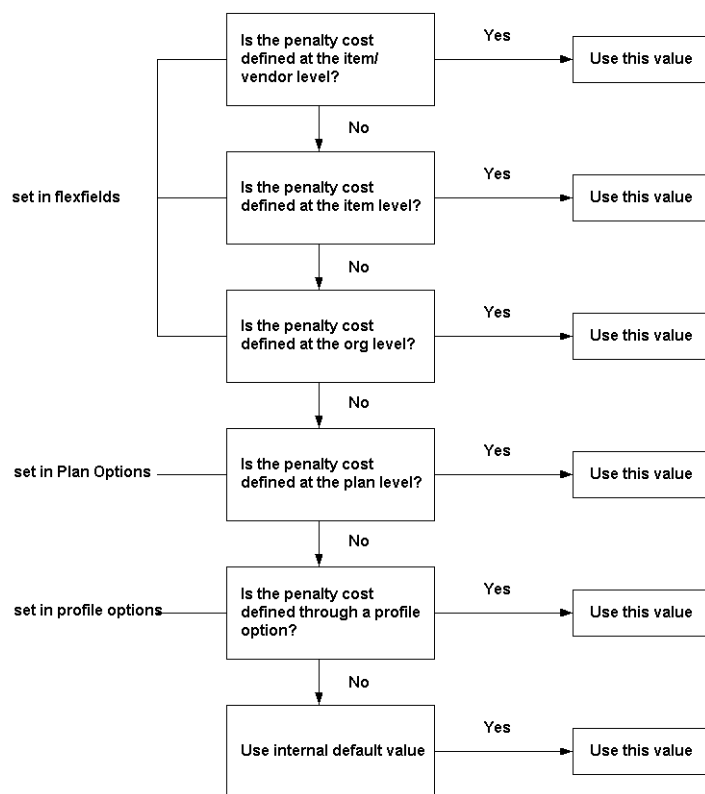 Is the penalty cost
defined at the item/
vendor level?
Yes
Use this value
No
set in flexfields
Is the penalty cost
defined at the item level?
Yes
Use this value
No
Is the penalty cost
defined at the org level?
Yes
Use this value
No
set in Plan Options
Is the penalty cost
defined at the plan level?
Yes
Use this value
No
set in profile options
Is the penalty cost
defined through a profile
option?
Yes
Use this value
No
Use internal default value
Yes
Use this value